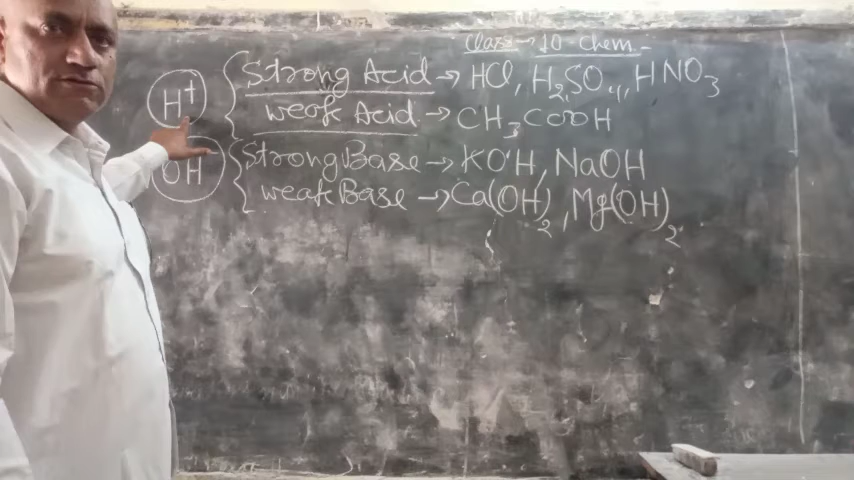 Class → 10 - Chem -
H⁺ { Strong Acid → HCl, H₂SO₄, HNO₃
weak Acid → CH₃COOH
OH⁻ { Strong Base → KOH, NaOH
weak Base → Ca(OH)₂, Mg(OH)₂